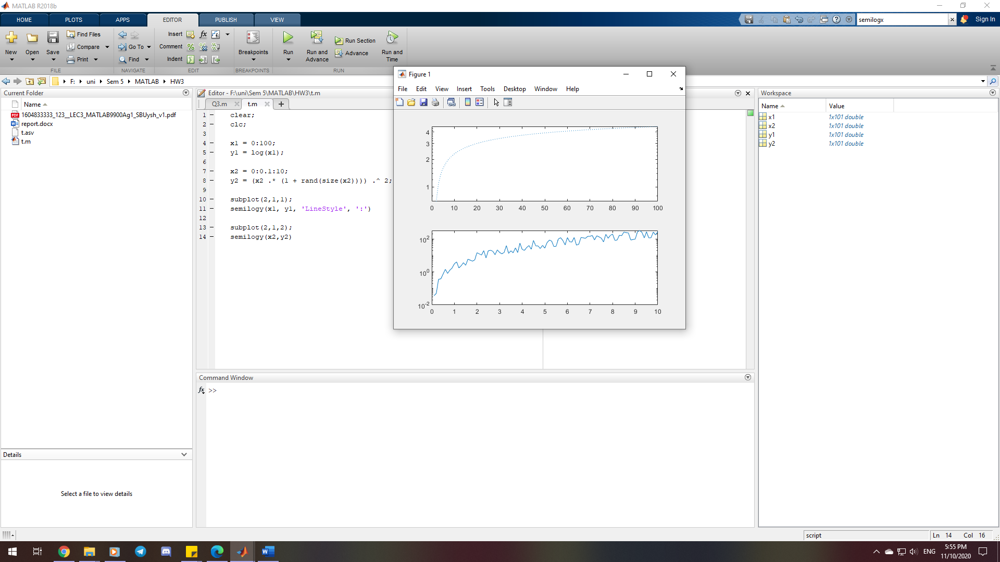 MATLAB R2018b
HOME PLOTS APPS EDITOR PUBLISH VIEW
semilogx
Sign In
Find Files
Insert fx
Run Section
Compare
Go To
Comment
New Open Save
Breakpoints
Run
Run and Advance
Advance
Run and Time
Print
Find
Indent
FILE NAVIGATE EDIT BREAKPOINTS RUN
F: uni Sem 5 MATLAB HW3
Current Folder
Name
1604833333_123__LEC3_MATLAB9900Ag1_SBUysh_v1.pdf
report.docx
t.asv
t.m
Details
Select a file to view details
Editor - F:\uni\Sem 5\MATLAB\HW3\t.m
Q3.m t.m
1 clear;
2 clc;
3
4 x1 = 0:100;
5 y1 = log(x1);
6
7 x2 = 0:0.1:10;
8 y2 = (x2 .* (1 + rand(size(x2)))) .^ 2;
9
10 subplot(2,1,1);
11 semilogy(x1, y1, 'LineStyle', ':')
12
13 subplot(2,1,2);
14 semilogy(x2,y2)
Figure 1
File Edit View Insert Tools Desktop Window Help
4
3
2
1
0 10 20 30 40 50 60 70 80 90 100
10^2
10^0
10^-2
0 1 2 3 4 5 6 7 8 9 10
Command Window
fx >>
Workspace
Name Value
x1 1x101 double
x2 1x101 double
y1 1x101 double
y2 1x101 double
script Ln 14 Col 16
ENG
5:55 PM
11/10/2020